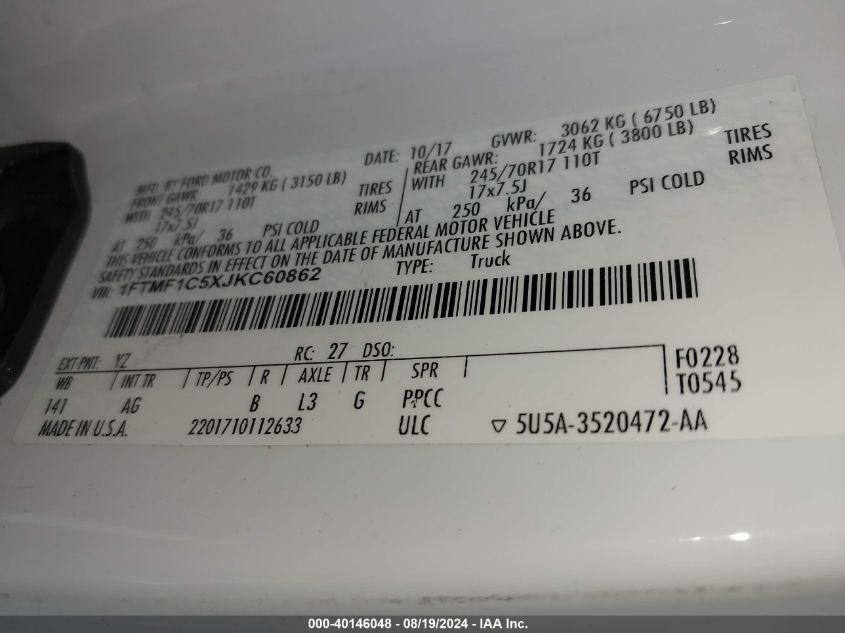 MFD. BY FORD MOTOR CO. DATE: 10/17 GVWR: 3062 KG ( 6750 LB)
FRONT GAWR: 1429 KG ( 3150 LB) REAR GAWR: 1724 KG ( 3800 LB)
WITH 245/70R17 110T TIRES WITH 245/70R17 110T TIRES
17x7.5J RIMS 17x7.5J RIMS
AT 250 kPa/ 36 PSI COLD AT 250 kPa/ 36 PSI COLD
THIS VEHICLE CONFORMS TO ALL APPLICABLE FEDERAL MOTOR VEHICLE
SAFETY STANDARDS IN EFFECT ON THE DATE OF MANUFACTURE SHOWN ABOVE.
VIN: 1FTMF1C5XJKC60862 TYPE: Truck
EXT PNT: YZ RC: 27 DSO: F0228
WB INT TR TP/PS R AXLE TR SPR T0545
141 AG B L3 G PPCC
MADE IN U.S.A. 2201710112633 ULC ▽ 5U5A-3520472-AA
000-40146048 - 08/19/2024 - IAA Inc.